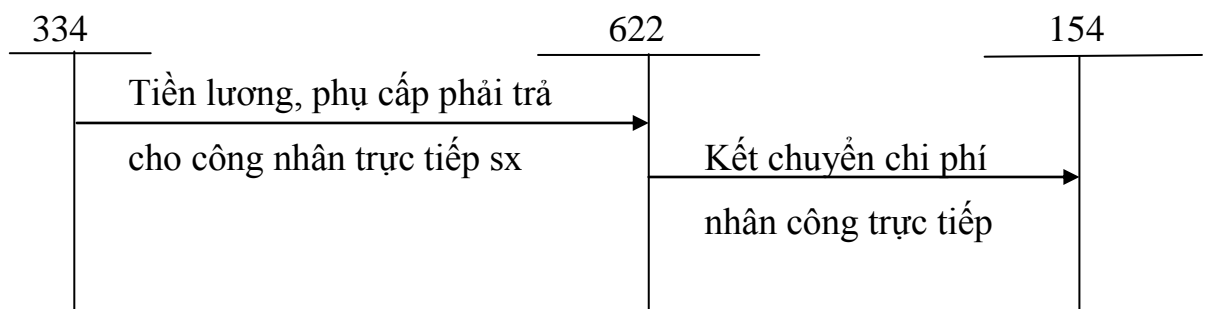 334
622
154
Tiền lương, phụ cấp phải trả
cho công nhân trực tiếp sx
Kết chuyển chi phí
nhân công trực tiếp